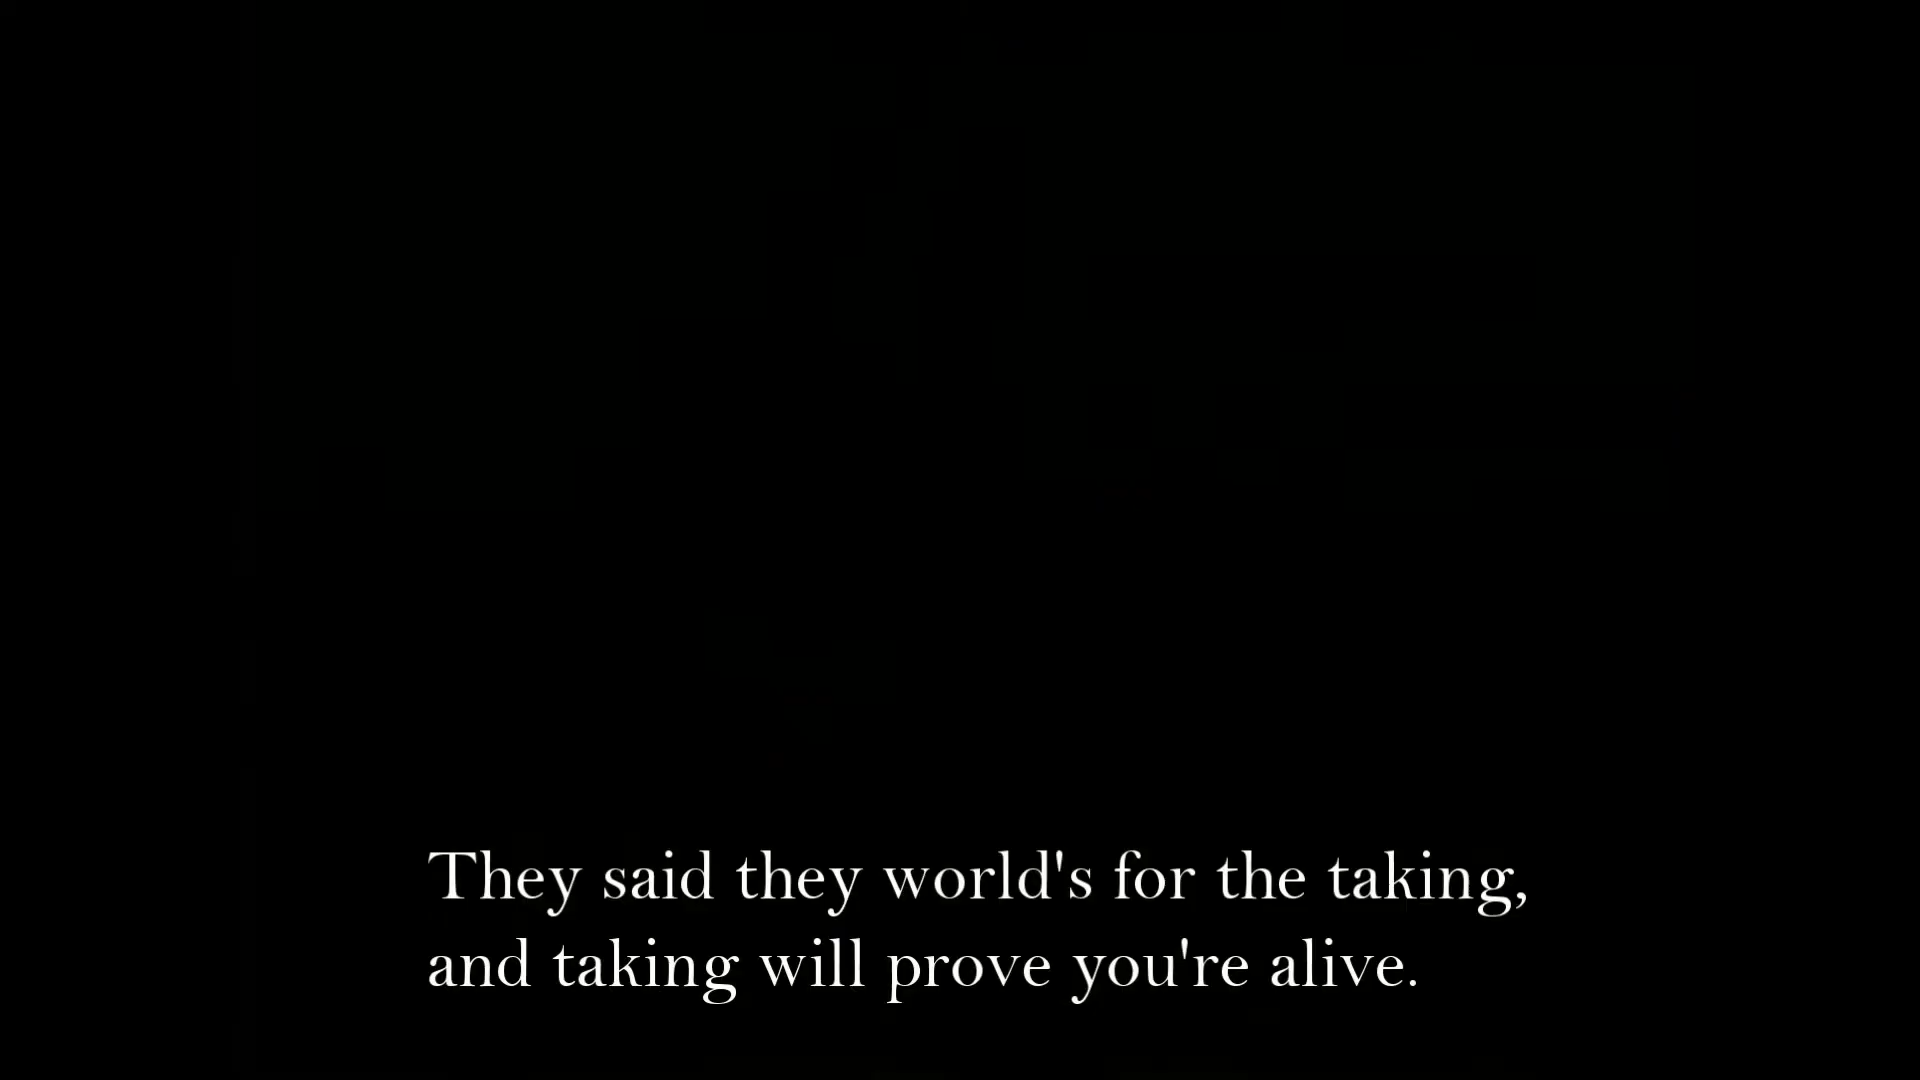 They said they world's for the taking,
and taking will prove you're alive.